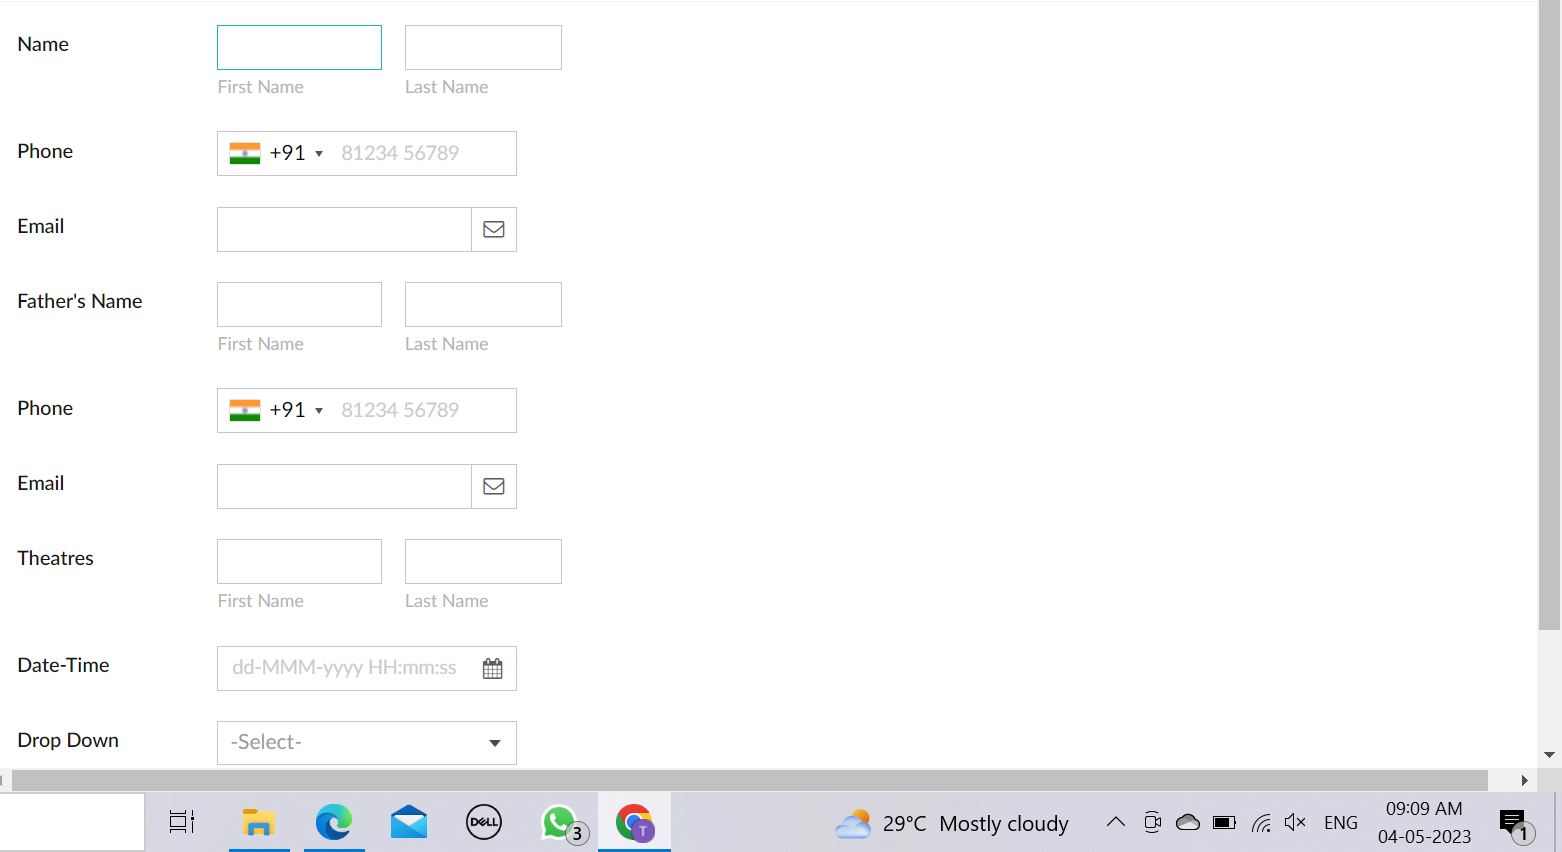 Name
First Name Last Name
Phone +91 81234 56789
Email
Father's Name
First Name Last Name
Phone +91 81234 56789
Email
Theatres
First Name Last Name
Date-Time dd-MMM-yyyy HH:mm:ss
Drop Down -Select-
DELL 3 T 29°C Mostly cloudy ENG 09:09 AM
04-05-2023 1